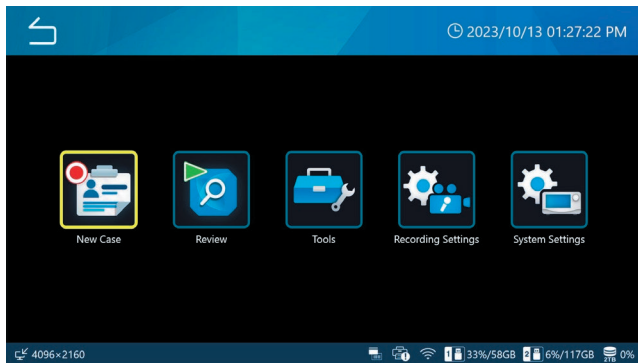 2023/10/13 01:27:22 PM
New Case
Review
Tools
Recording Settings
System Settings
4096×2160
1 33%/58GB 2 6%/117GB 2TB 0%